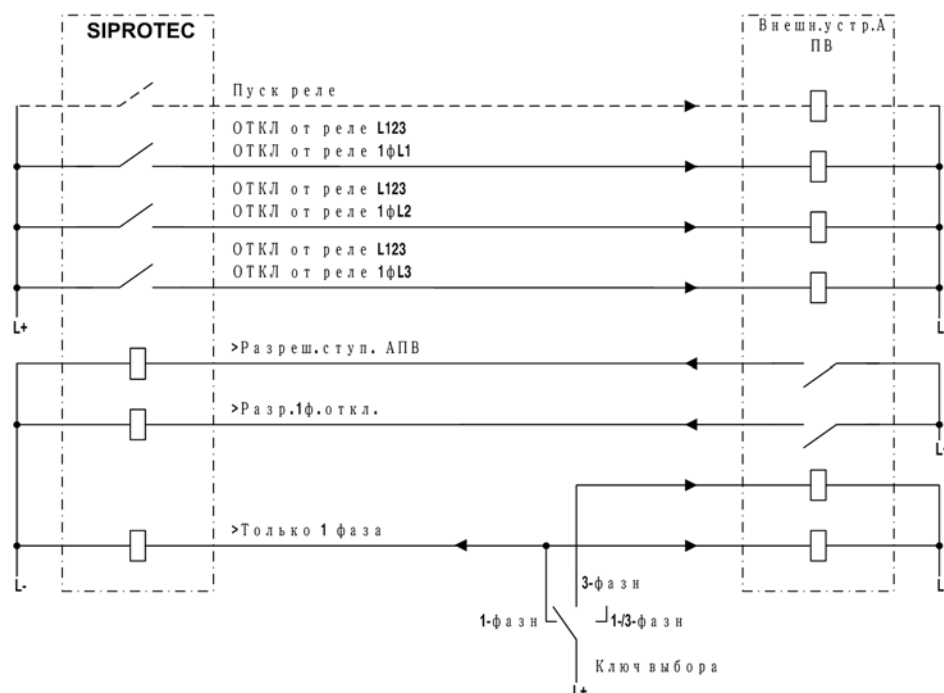 SIPROTEC
Внешн.устр.А
ПВ
Пуск реле
ОТКЛ от реле L123
ОТКЛ от реле 1фL1
ОТКЛ от реле L123
ОТКЛ от реле 1фL2
ОТКЛ от реле L123
ОТКЛ от реле 1фL3
L+
L
>Разреш.ступ. АПВ
>Разр.1ф.откл.
L+
>Только 1 фаза
L-
L
3-фазн
1-фазн
1-/3-фазн
Ключ выбора
L+